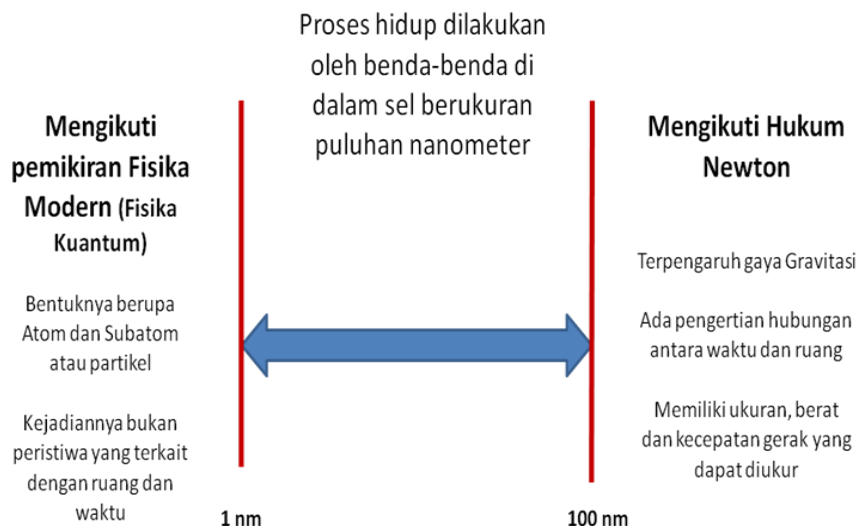 Proses hidup dilakukan
oleh benda-benda di
dalam sel berukuran
puluhan nanometer
Mengikuti
pemikiran Fisika
Modern (Fisika
Kuantum)
Bentuknya berupa
Atom dan Subatom
atau partikel
Kejadiannya bukan
peristiwa yang terkait
dengan ruang dan
waktu
Mengikuti Hukum
Newton
Terpengaruh gaya Gravitasi
Ada pengertian hubungan
antara waktu dan ruang
Memiliki ukuran, berat
dan kecepatan gerak yang
dapat diukur
1 nm
100 nm